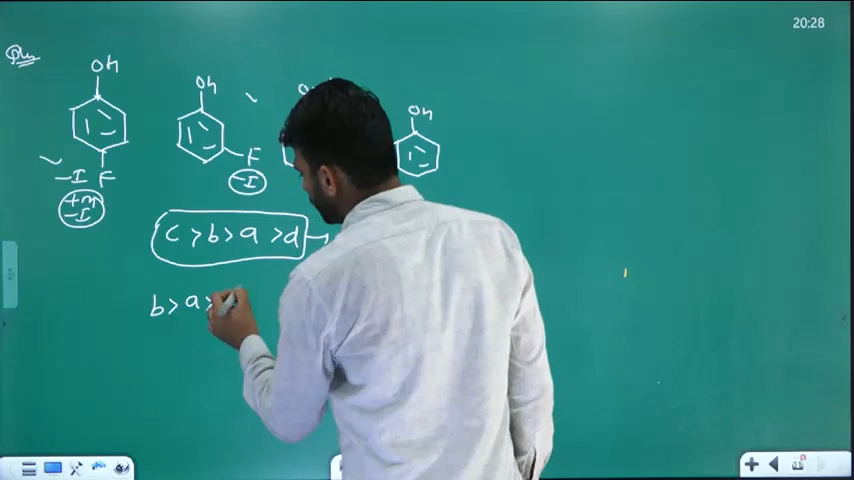 20:28
OH
OH
OH
F
-I
-I F
+M
-I
c > b > a > d →
b > a >